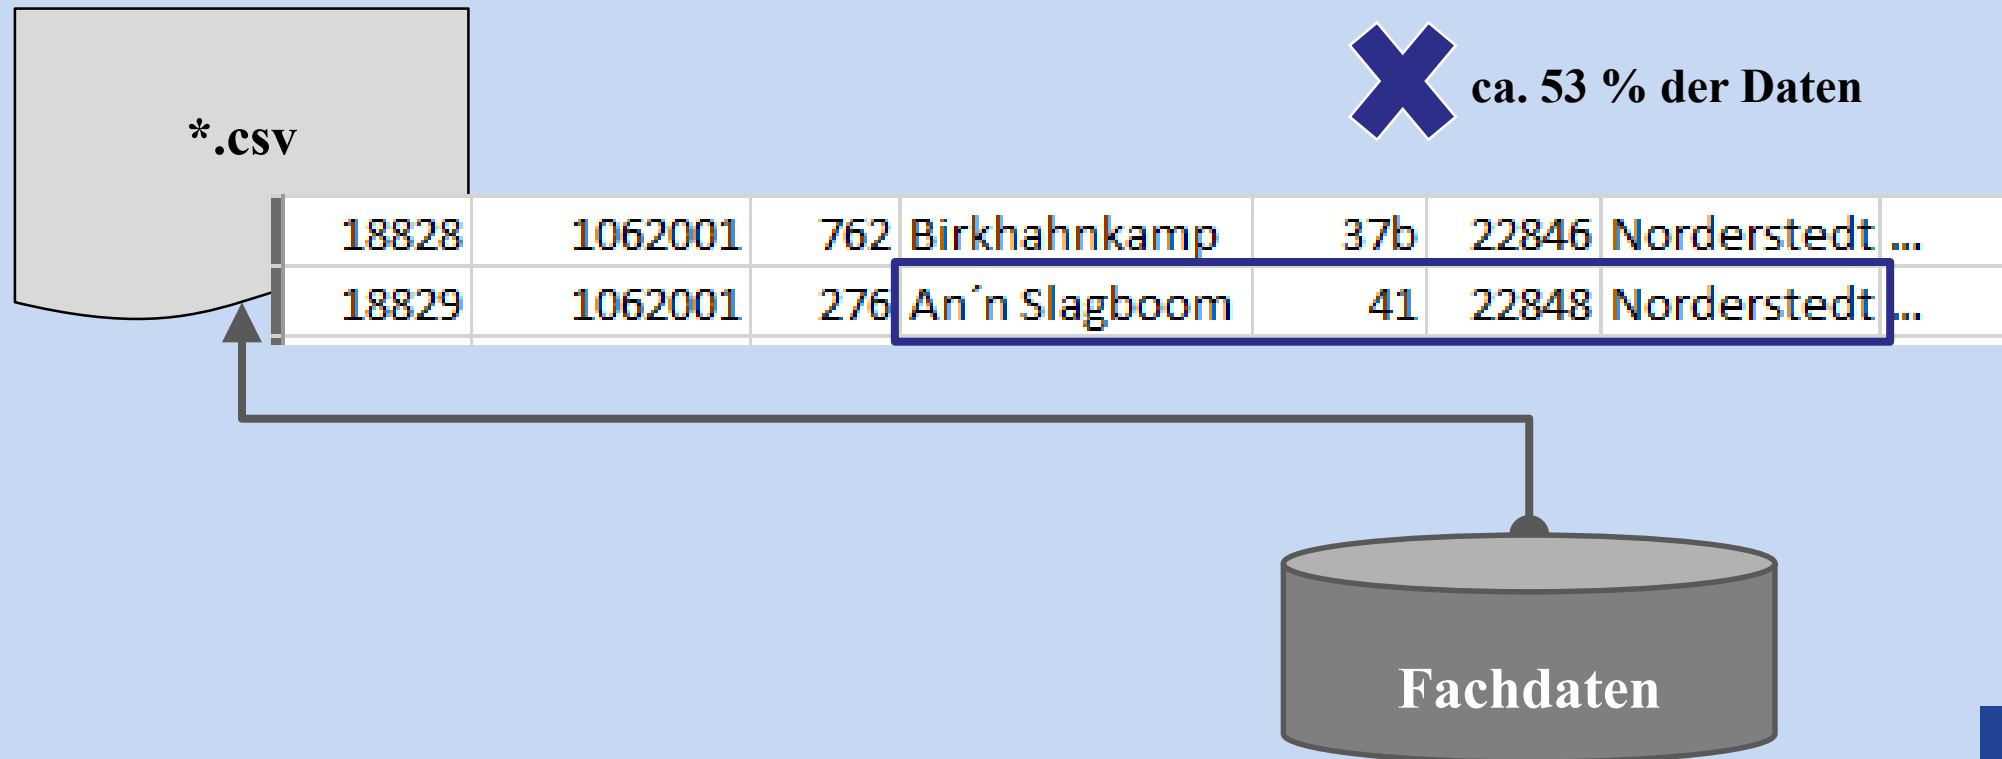 ca. 53 % der Daten
*.csv
18828 1062001 762 Birkhahnkamp 37b 22846 Norderstedt ...
18829 1062001 276 An´n Slagboom 41 22848 Norderstedt ...
Fachdaten